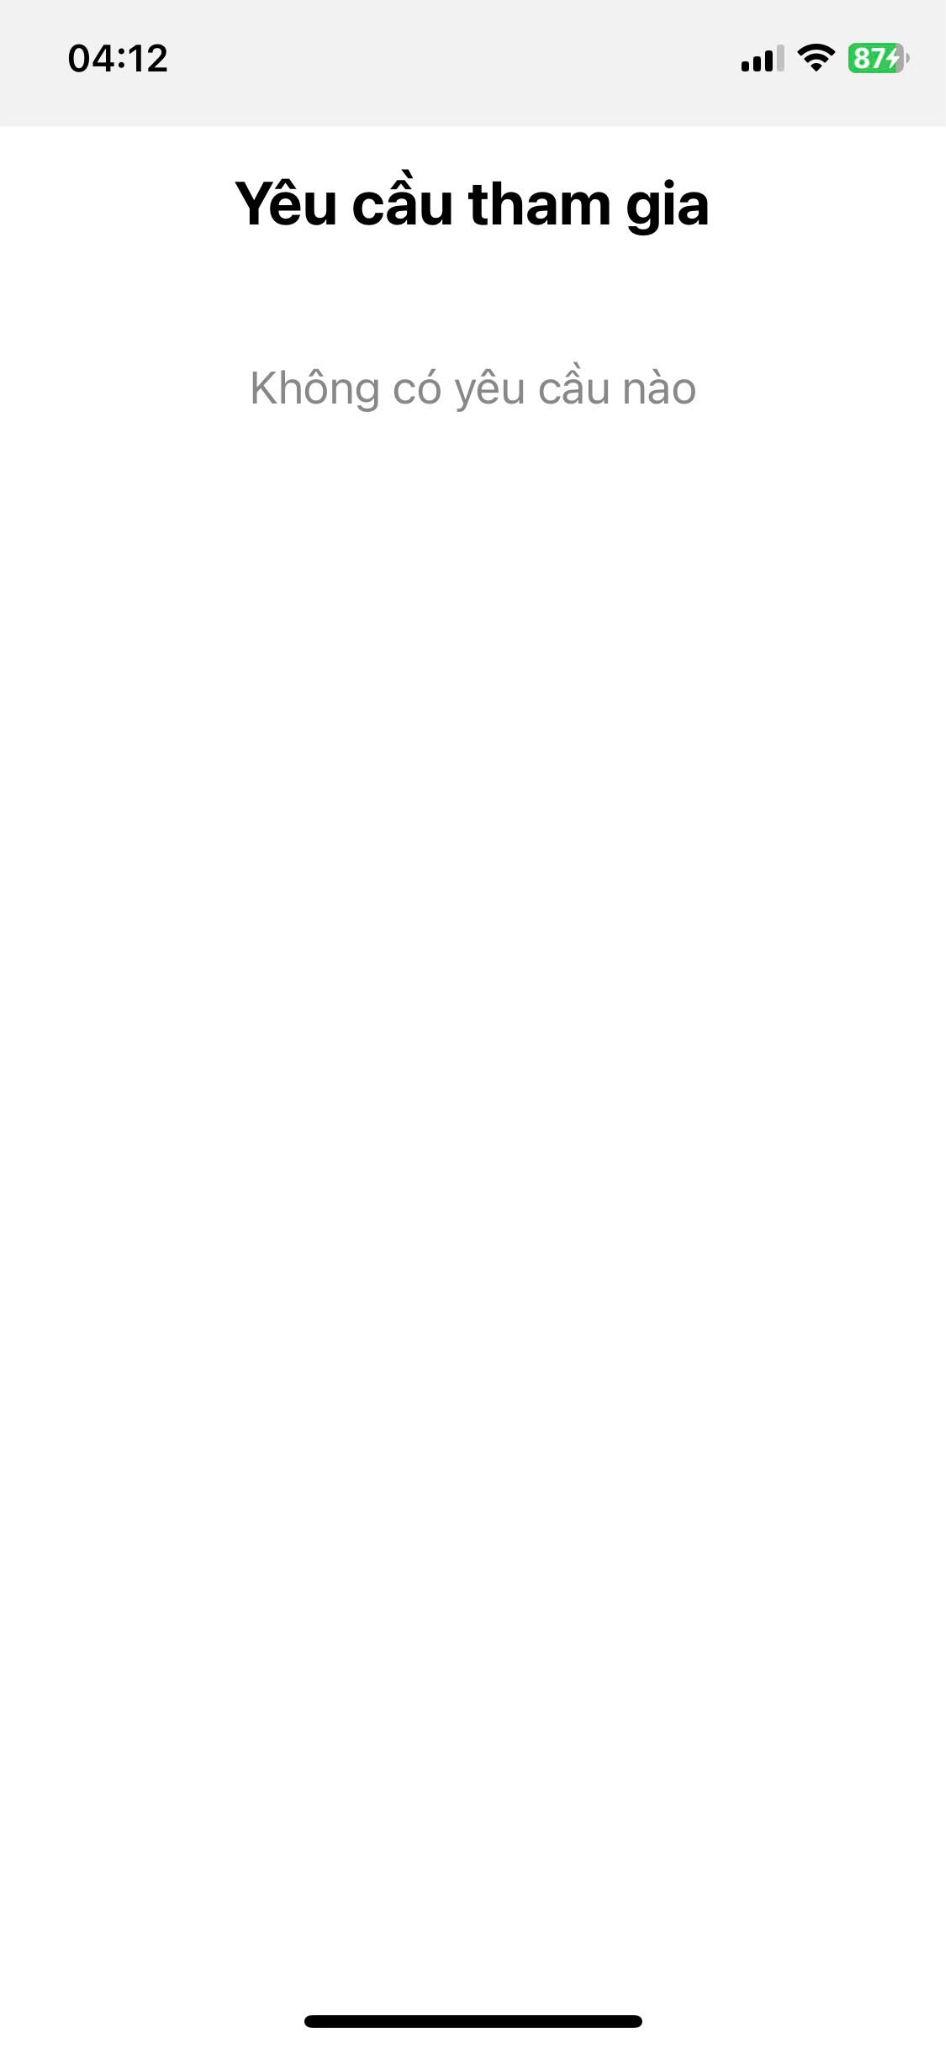 04:12
87
Yêu cầu tham gia
Không có yêu cầu nào